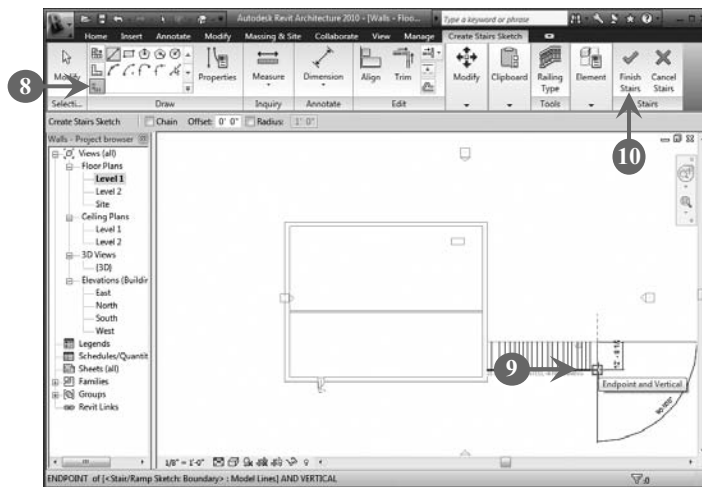 Autodesk Revit Architecture 2010 - [Walls - Floo...
Type a keyword or phrase
Home Insert Annotate Modify Massing & Site Collaborate View Manage Create Stairs Sketch
8
Modify
Properties
Measure
Dimension
Align
Trim
Modify
Clipboard
Railing Type
Element
Finish Stairs
Cancel Stairs
Selecti...
Draw
Inquiry
Annotate
Edit
Tools
Stairs
10
Create Stairs Sketch
Chain
Offset: 0' 0"
Radius: 1' 0"
Walls - Project browser
Views (all)
Floor Plans
Level 1
Level 2
Site
Ceiling Plans
Level 1
Level 2
3D Views
{3D}
Elevations (Buildir
East
North
South
West
Legends
Schedules/Quantit
Sheets (all)
Families
Groups
Revit Links
9
Endpoint and Vertical
1/8" = 1'-0"
ENDPOINT of [<Stair/Ramp Sketch: Boundary> : Model Lines] AND VERTICAL
:0